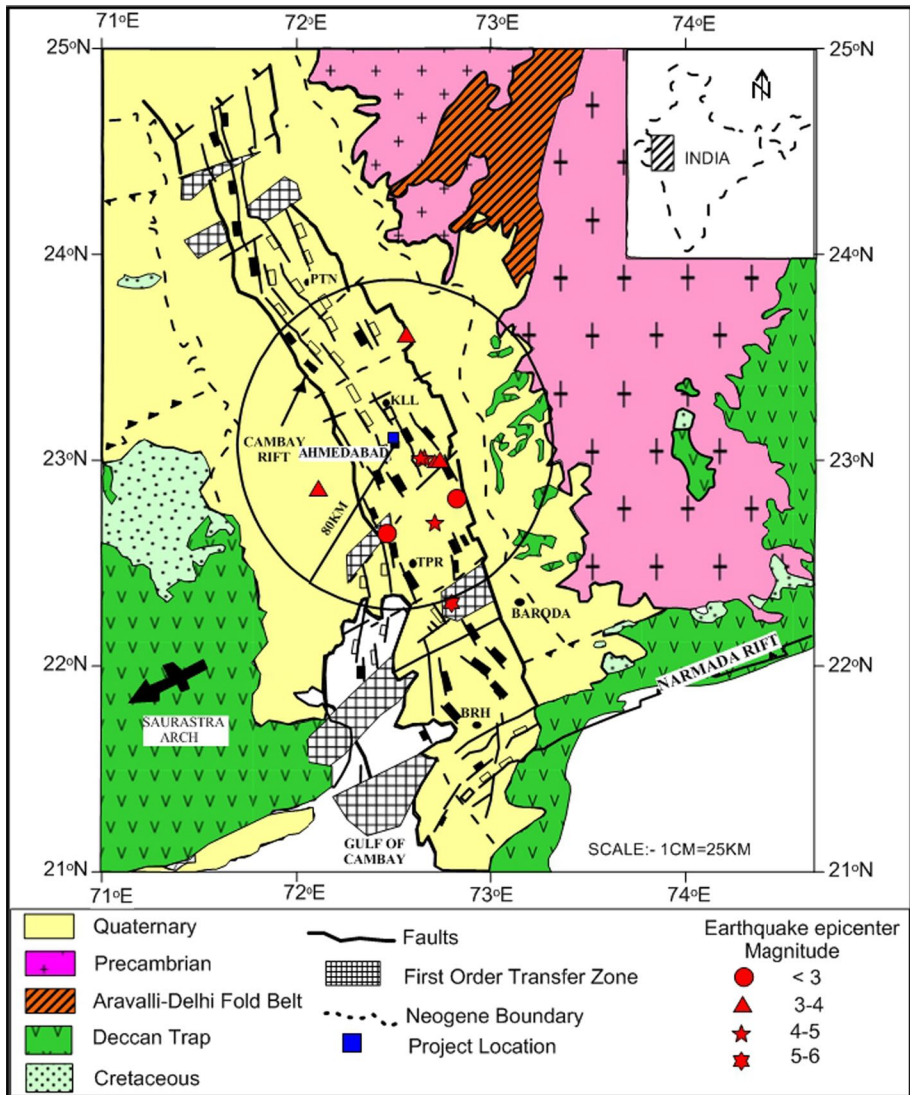 71°E
72°E
73°E
74°E
25°N
25°N
N
INDIA
24°N
24°N
PTN
KLL
CAMBAY
RIFT
AHMEDABAD
23°N
23°N
80KM
TPR
BARODA
22°N
22°N
NARMADA RIFT
SAURASTRA
ARCH
BRH
GULF OF
CAMBAY
SCALE:- 1CM=25KM
21°N
21°N
71°E
72°E
73°E
74°E
Quaternary
Precambrian
Aravalli-Delhi Fold Belt
Deccan Trap
Cretaceous
Faults
First Order Transfer Zone
Neogene Boundary
Project Location
Earthquake epicenter
Magnitude
< 3
3-4
4-5
5-6